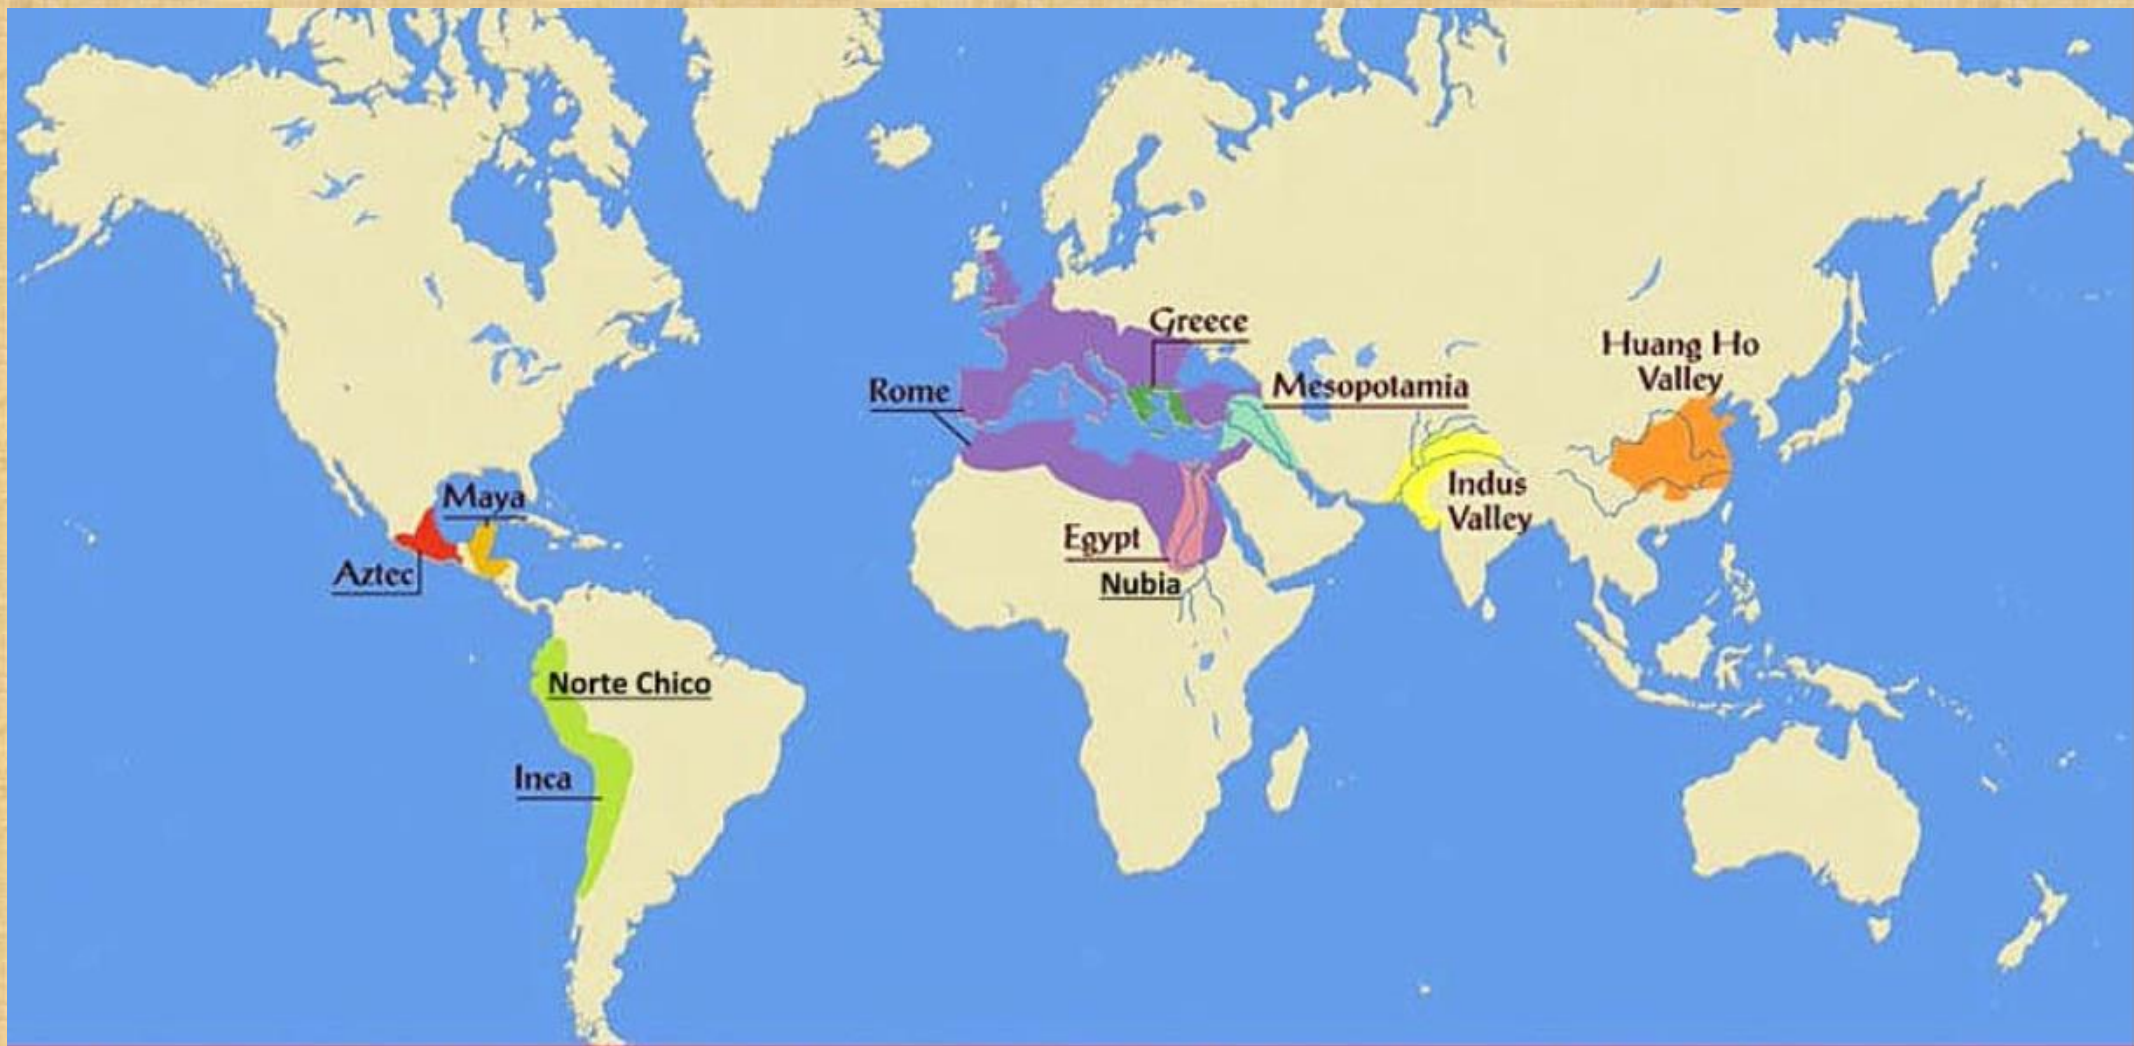 Greece
Huang Ho
Valley
Rome
Mesopotamia
Maya
Indus
Valley
Egypt
Aztec
Nubia
Norte Chico
Inca